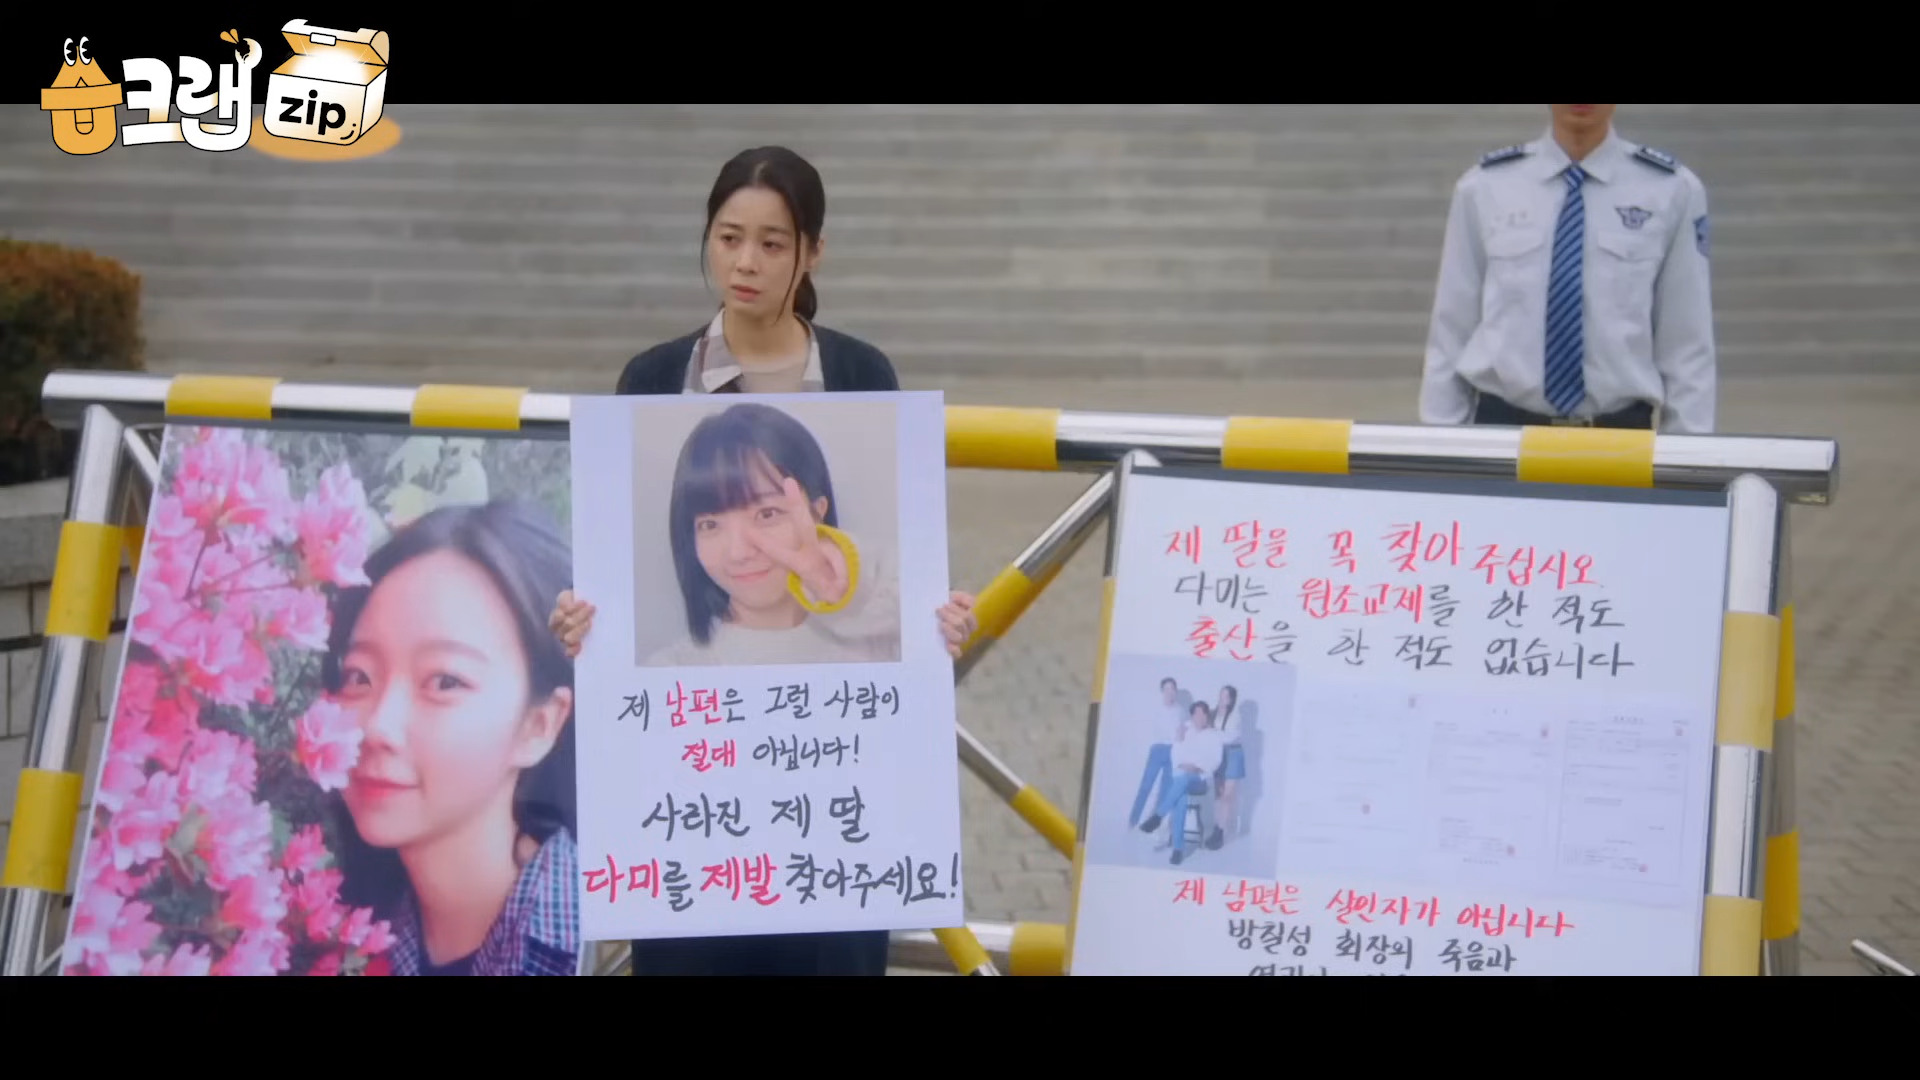 슈크랩
zip
제 남편은 그럴 사람이
절대 아닙니다!
사라진 제 딸
다미를 제발 찾아주세요!
제 딸을 꼭 찾아 주십시오.
다미는 원조교제를 한 적도
출산을 한 적도 없습니다
제 남편은 살인자가 아닙니다
방칠성 회장의 죽음과